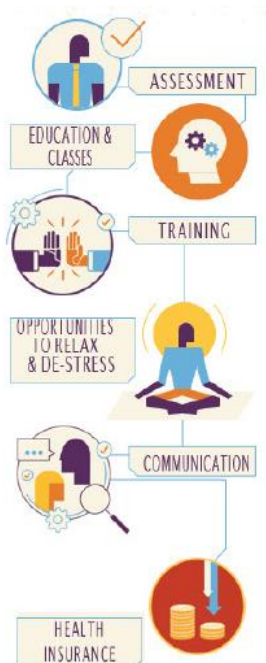 ASSESSMENT
EDUCATION &
CLASSES
TRAINING
OPPORTUNITIES
TO RELAX
& DE-STRESS
COMMUNICATION
HEALTH
INSURANCE